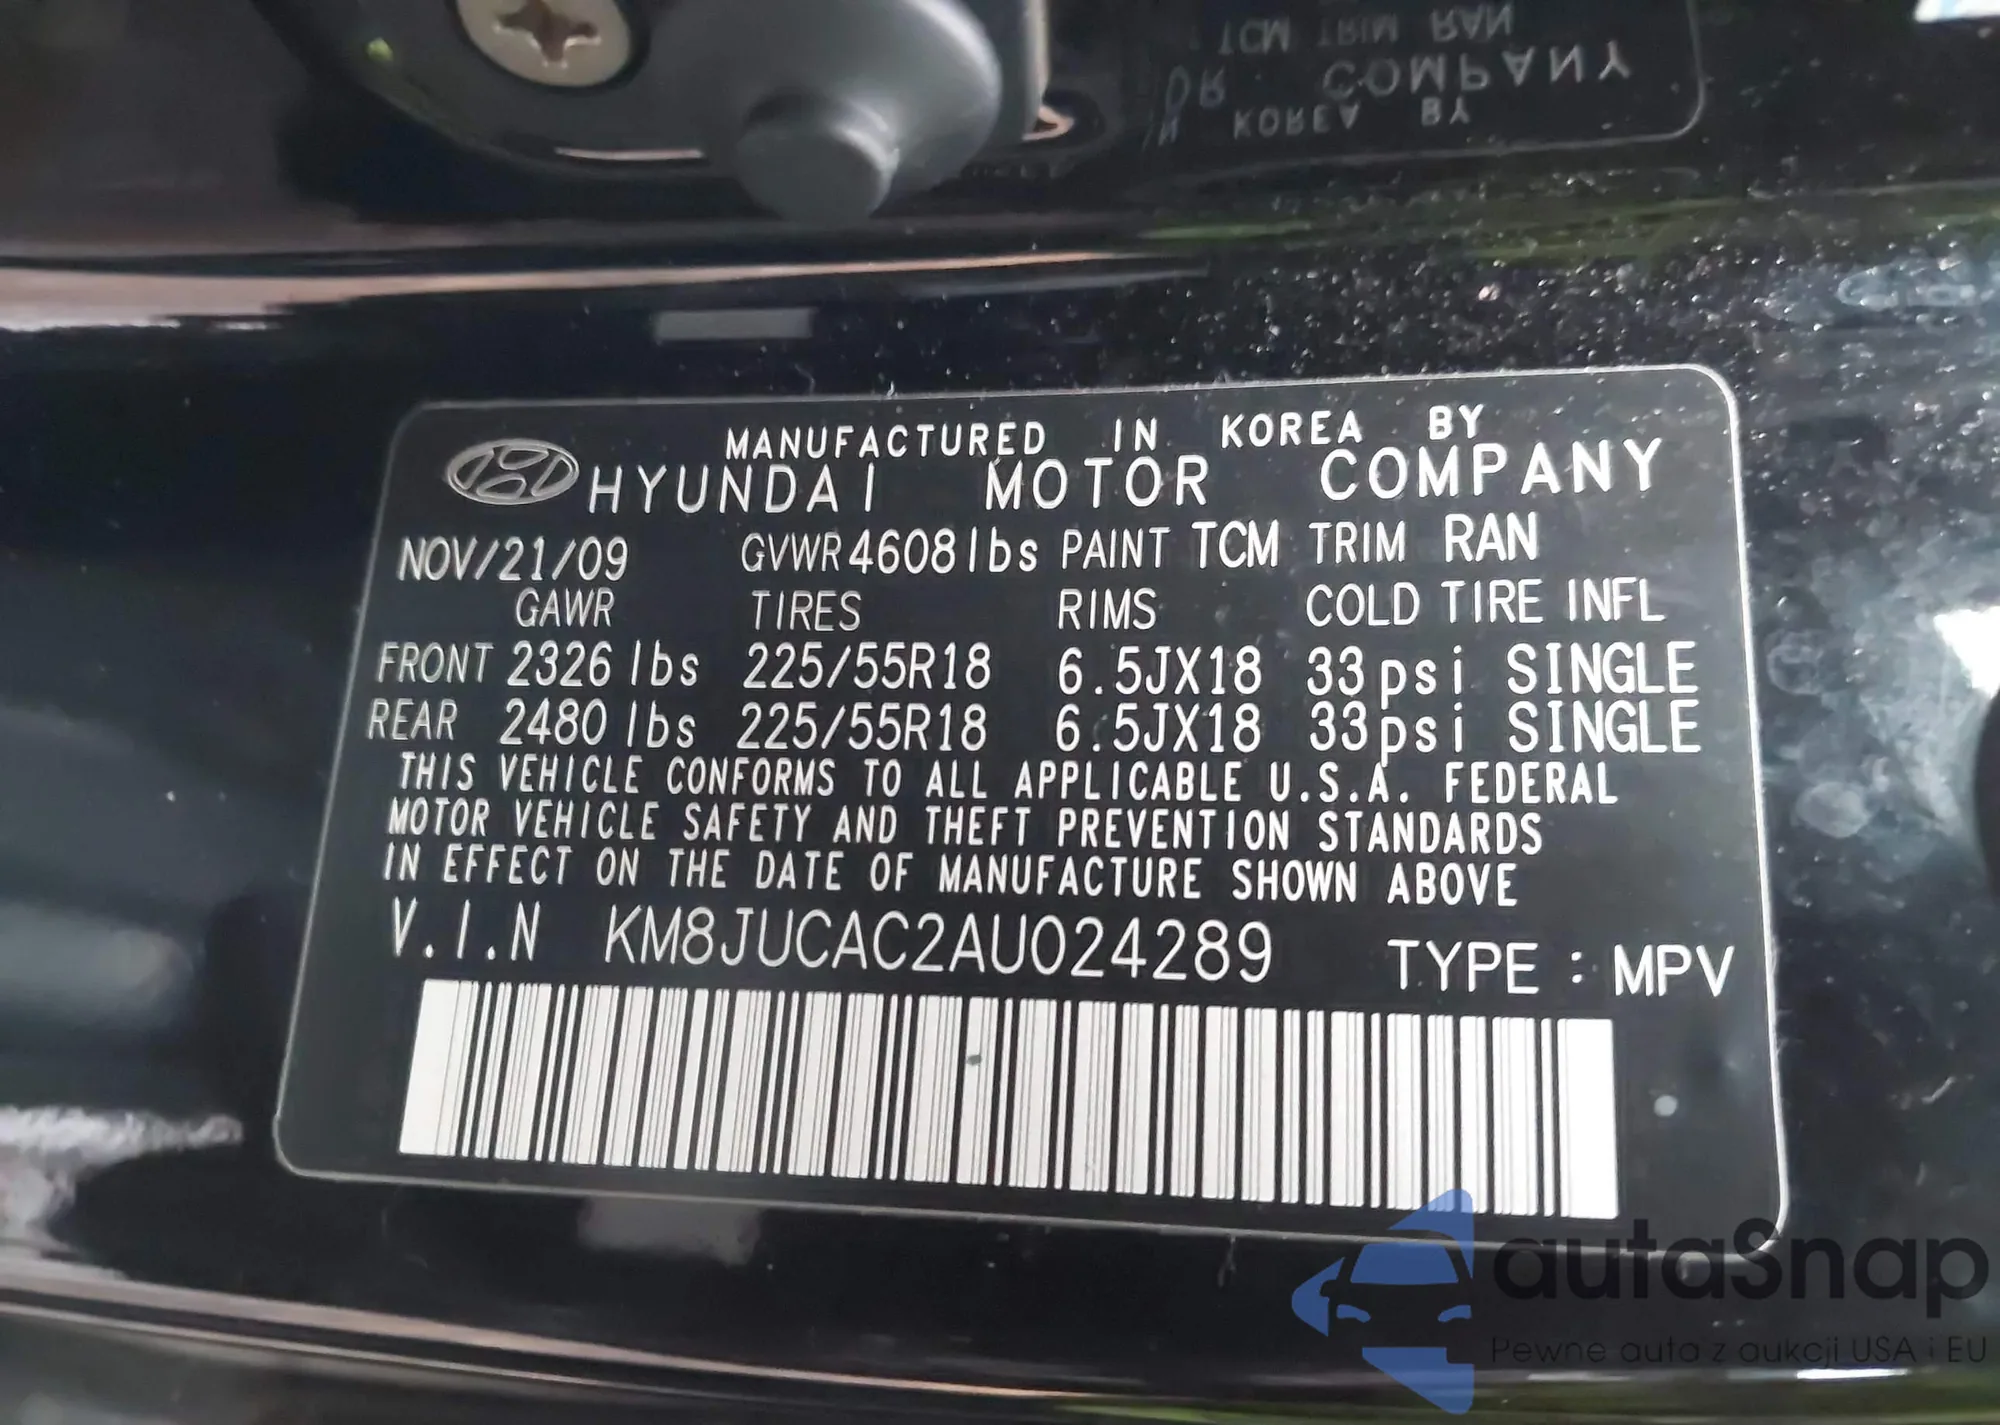 TCM TRIM RAN
OR COMPANY
KOREA BY
MANUFACTURED IN KOREA BY
HYUNDAI MOTOR COMPANY
NOV/21/09 GVWR 4608lbs PAINT TCM TRIM RAN
GAWR TIRES RIMS COLD TIRE INFL
FRONT 2326 lbs 225/55R18 6.5JX18 33psi SINGLE
REAR 2480 lbs 225/55R18 6.5JX18 33psi SINGLE
THIS VEHICLE CONFORMS TO ALL APPLICABLE U.S.A. FEDERAL
MOTOR VEHICLE SAFETY AND THEFT PREVENTION STANDARDS
IN EFFECT ON THE DATE OF MANUFACTURE SHOWN ABOVE
V.I.N KM8JUCAC2AU024289 TYPE : MPV
autaSnap
Pewne auta z aukcji USA i EU